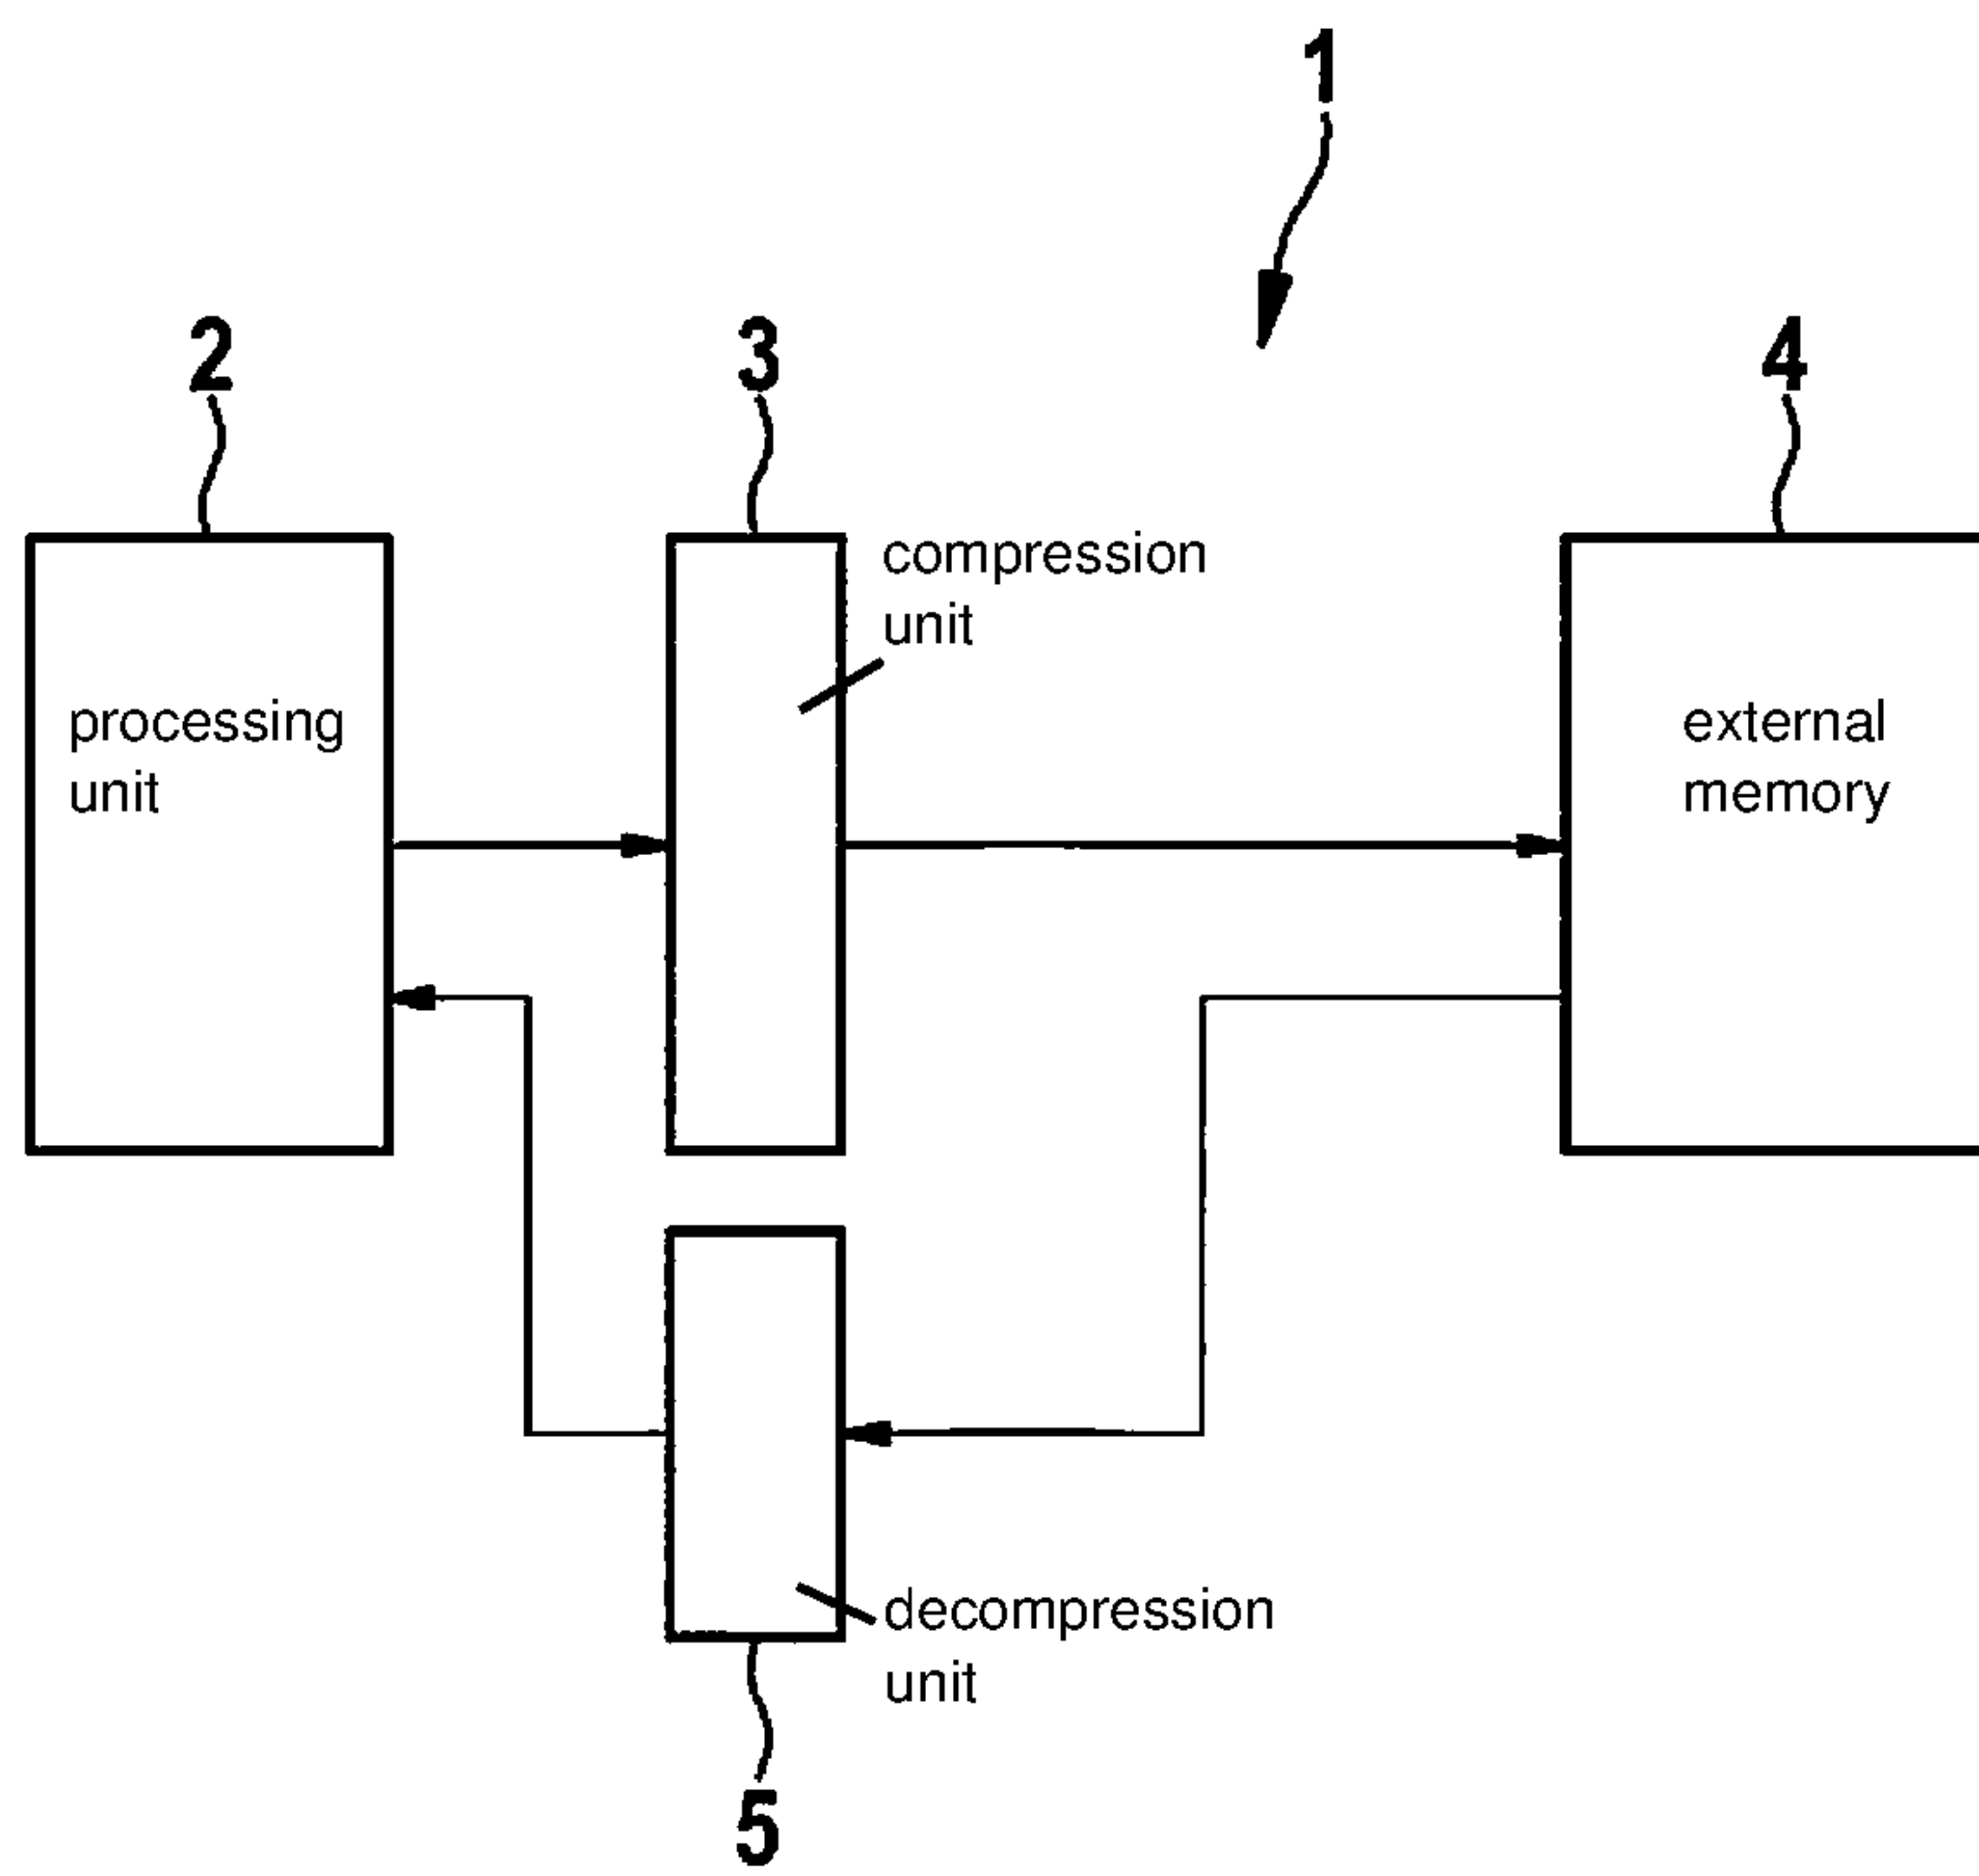 1
2
3
4
compression
unit
processing
unit
external
memory
decompression
unit
5